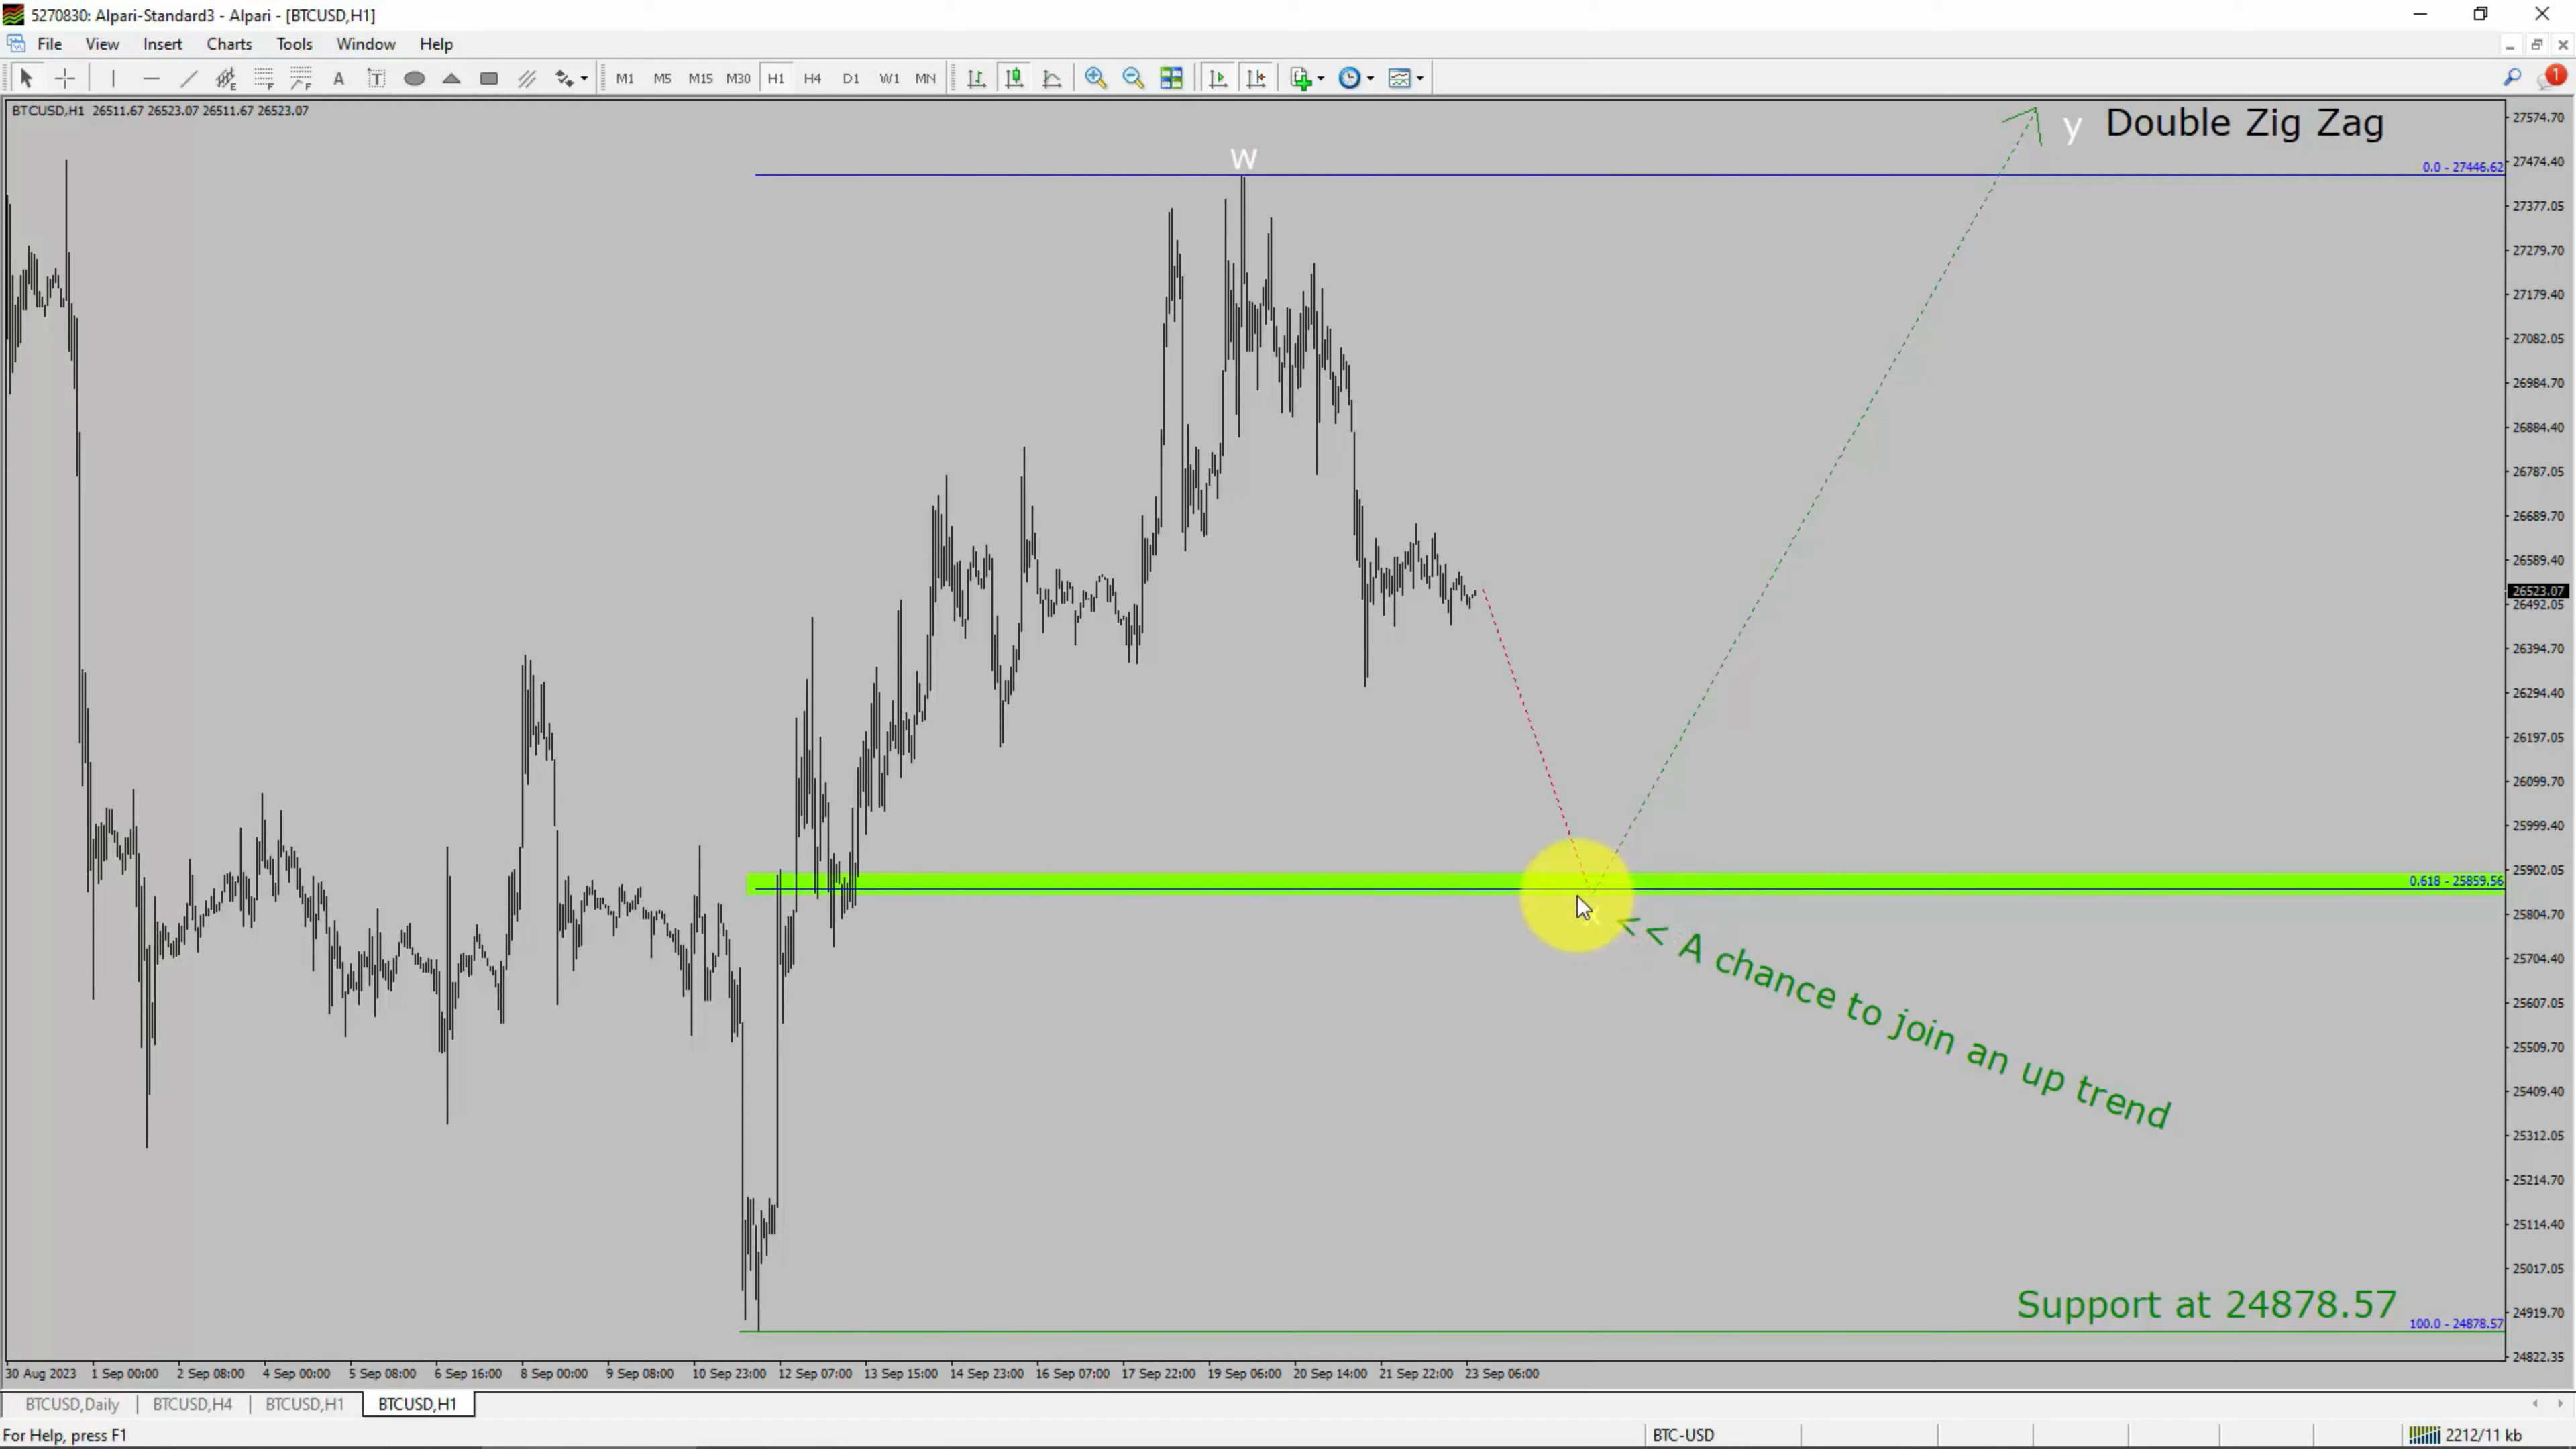 5270830: Alpari-Standard3 - Alpari - [BTCUSD,H1]
File View Insert Charts Tools Window Help
A T M1 M5 M15 M30 H1 H4 D1 W1 MN 1
BTCUSD,H1 26511.67 26523.07 26511.67 26523.07
w
y Double Zig Zag
0.0 - 27446.62
27574.70
27474.40
27377.05
27279.70
27179.40
27082.05
26984.70
26884.40
26787.05
26689.70
26589.40
26523.07
26492.05
26394.70
26294.70
26197.05
26099.70
25999.40
25902.05
0.618 - 25859.56
25804.70
25704.40
25607.05
25509.70
25409.40
25312.05
25214.70
25114.40
25017.05
24919.70
24822.35
x << A chance to join an up trend
Support at 24878.57
100.0 - 24878.57
30 Aug 2023 1 Sep 00:00 2 Sep 08:00 4 Sep 00:00 5 Sep 08:00 6 Sep 16:00 8 Sep 00:00 9 Sep 08:00 10 Sep 23:00 12 Sep 07:00 13 Sep 15:00 14 Sep 23:00 16 Sep 07:00 17 Sep 22:00 19 Sep 06:00 20 Sep 14:00 21 Sep 22:00 23 Sep 06:00
BTCUSD,Daily BTCUSD,H4 BTCUSD,H1 BTCUSD,H1
For Help, press F1
BTC-USD
2212/11 kb